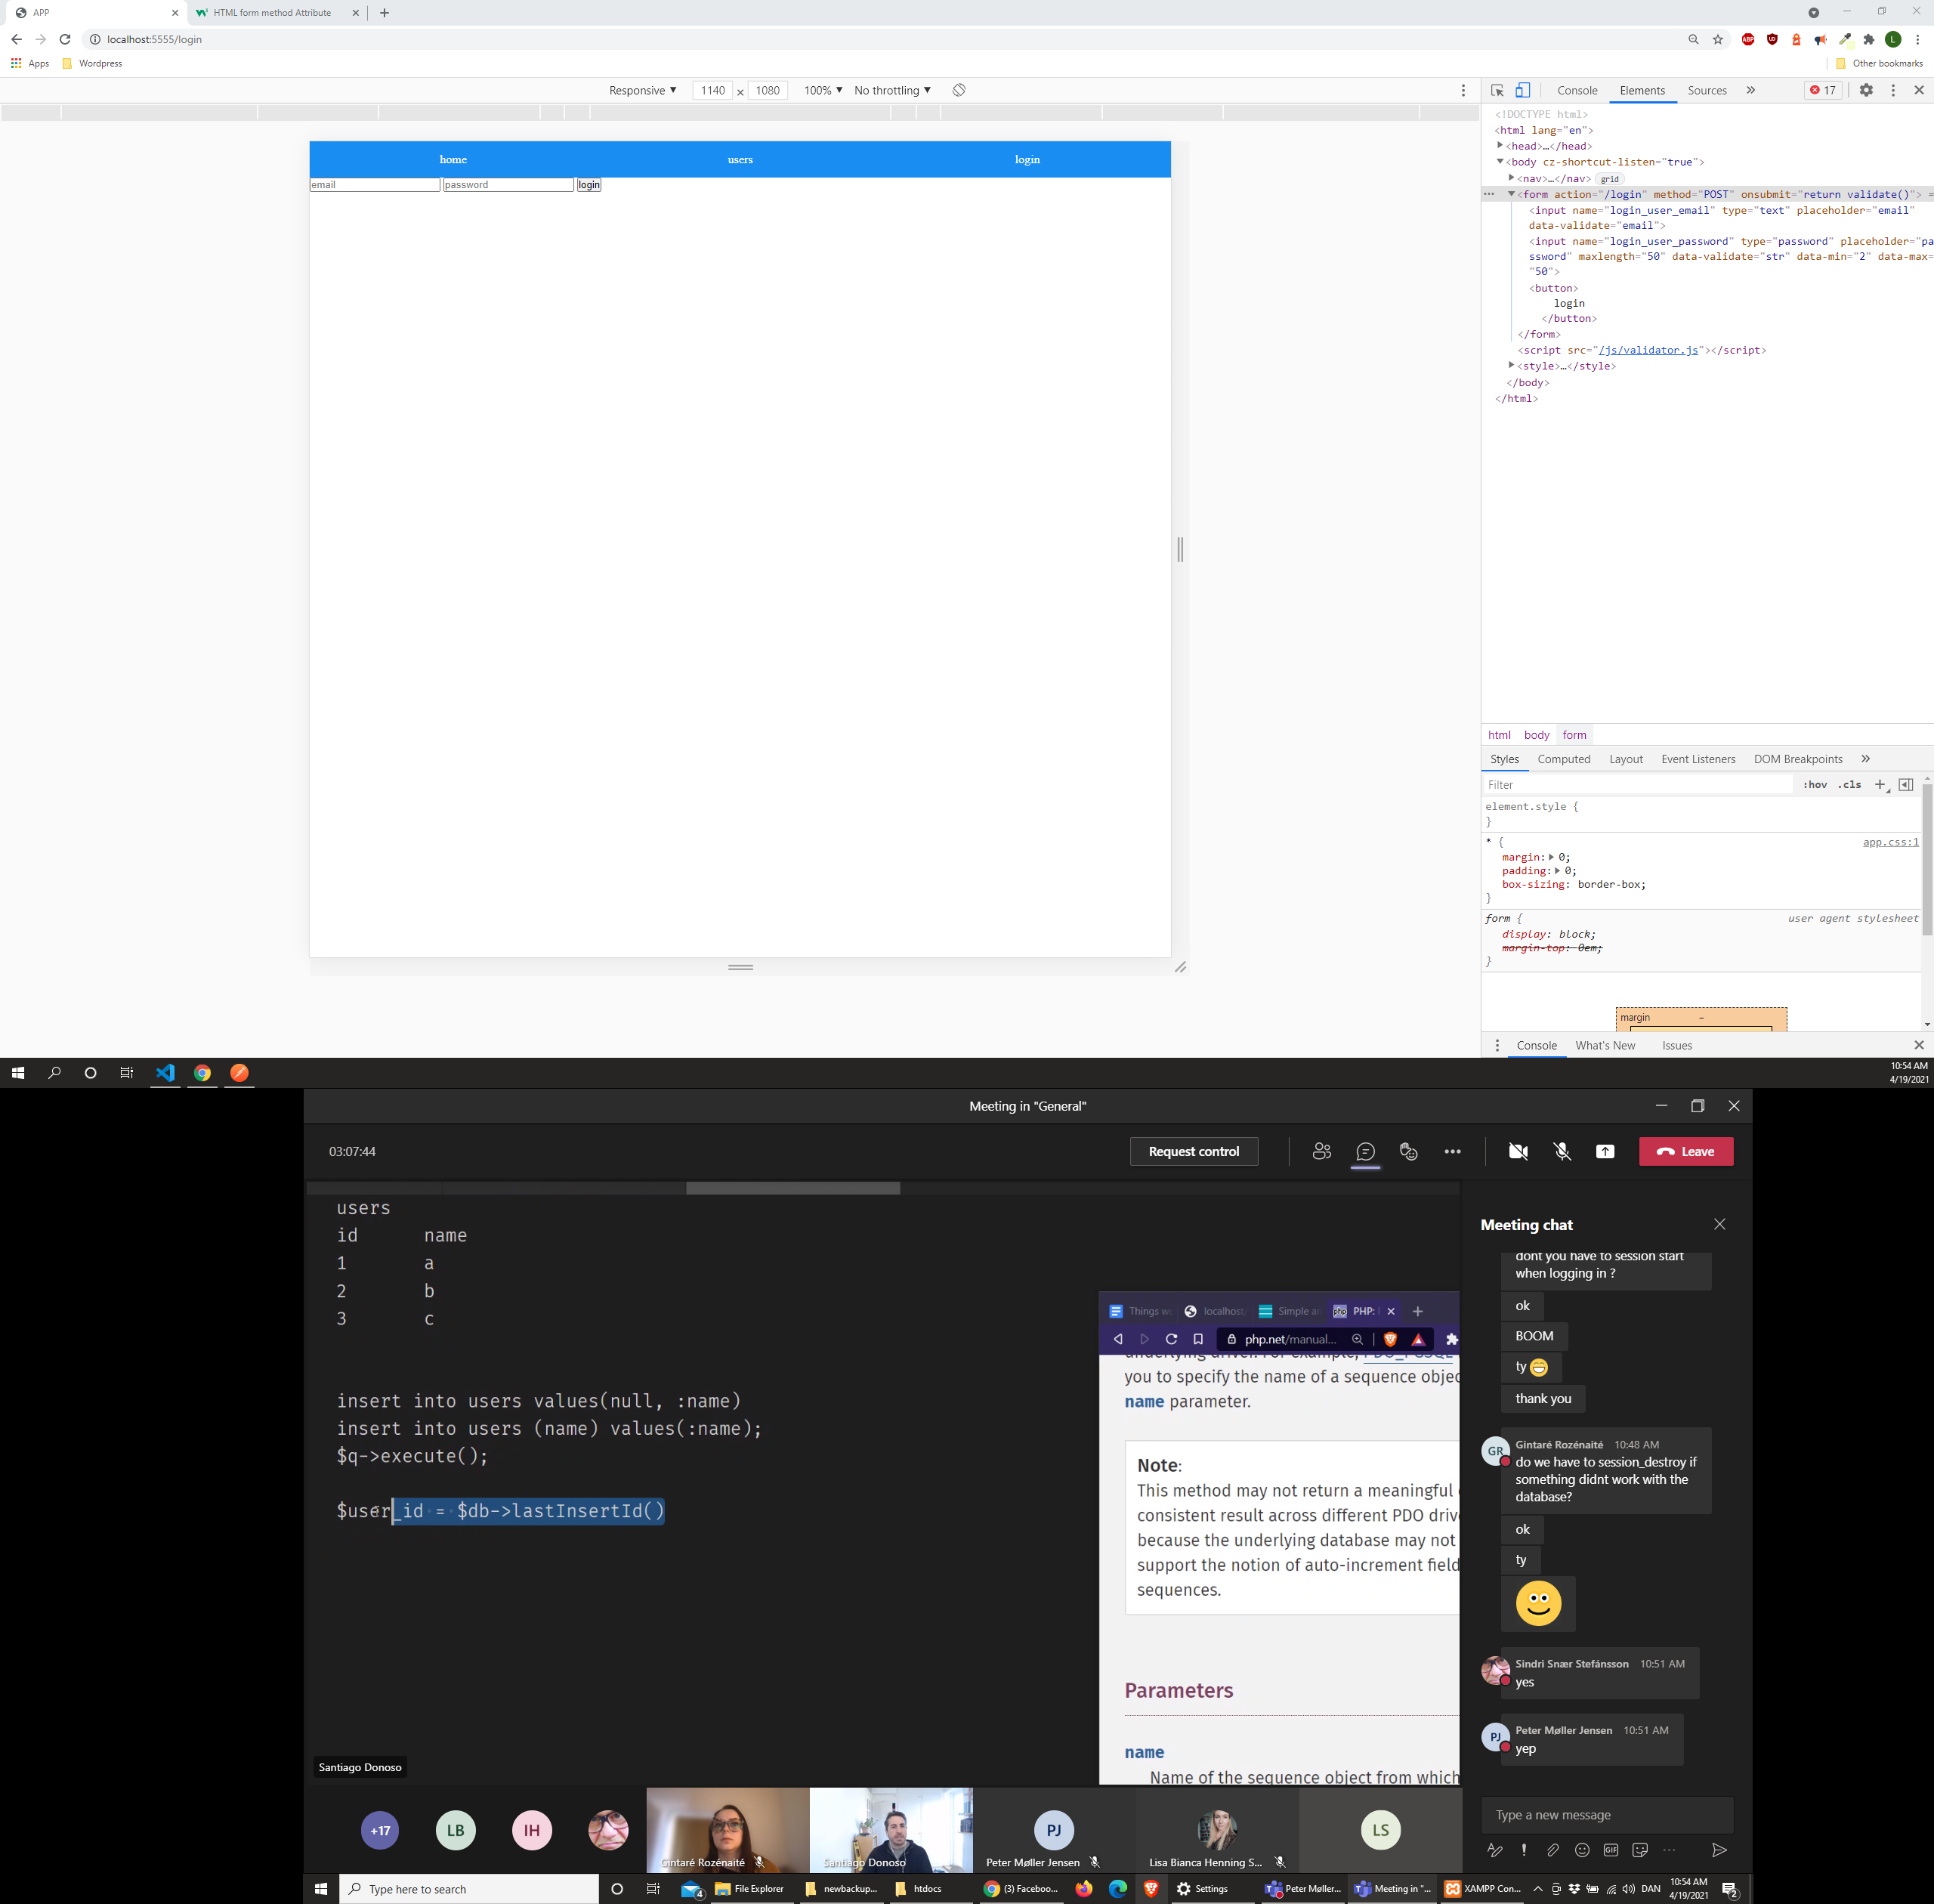 APP
HTML form method Attribute
localhost:5555/login
Apps
Wordpress
Other bookmarks
Responsive ▼ 1140 x 1080 100% ▼ No throttling ▼
Console Elements Sources » 17
home users login
email password login
<!DOCTYPE html>
<html lang="en">
<head>…</head>
<body cz-shortcut-listen="true">
<nav>…</nav> grid
<form action="/login" method="POST" onsubmit="return validate()"> =
<input name="login_user_email" type="text" placeholder="email"
data-validate="email">
<input name="login_user_password" type="password" placeholder="pa
ssword" maxlength="50" data-validate="str" data-min="2" data-max=
"50">
<button>
login
</button>
</form>
<script src="/js/validator.js"></script>
<style>…</style>
</body>
</html>
html body form
Styles Computed Layout Event Listeners DOM Breakpoints »
Filter :hov .cls +
element.style {
}
* { app.css:1
margin: 0;
padding: 0;
box-sizing: border-box;
}
form { user agent stylesheet
display: block;
margin-top: 0em;
}
margin –
Console What's New Issues
10:54 AM
4/19/2021
Meeting in "General"
03:07:44
Request control
Leave
users
id name
1 a
2 b
3 c
insert into users values(null, :name)
insert into users (name) values(:name);
$q->execute();
$user_id = $db->lastInsertId()
Things we
localhost/
Simple an
PHP:
php.net/manual...
you to specify the name of a sequence objec
name parameter.
Note:
This method may not return a meaningful
consistent result across different PDO driv
because the underlying database may not
support the notion of auto-increment field
sequences.
Parameters
name
Name of the sequence object from which
Santiago Donoso
Meeting chat
dont you have to session start
when logging in ?
ok
BOOM
ty
thank you
GR
Gintaré Rozénaité 10:48 AM
do we have to session_destroy if
something didnt work with the
database?
ok
ty
Sindri Snær Stefánsson 10:51 AM
yes
PJ
Peter Møller Jensen 10:51 AM
yep
Type a new message
+17
LB
IH
Gintaré Rozénaité
Santiago Donoso
PJ
Peter Møller Jensen
Lisa Bianca Henning S...
LS
Type here to search
4
File Explorer
newbackup...
htdocs
(3) Faceboo...
Settings
Peter Møller...
Meeting in "...
XAMPP Con...
DAN
10:54 AM
4/19/2021
2